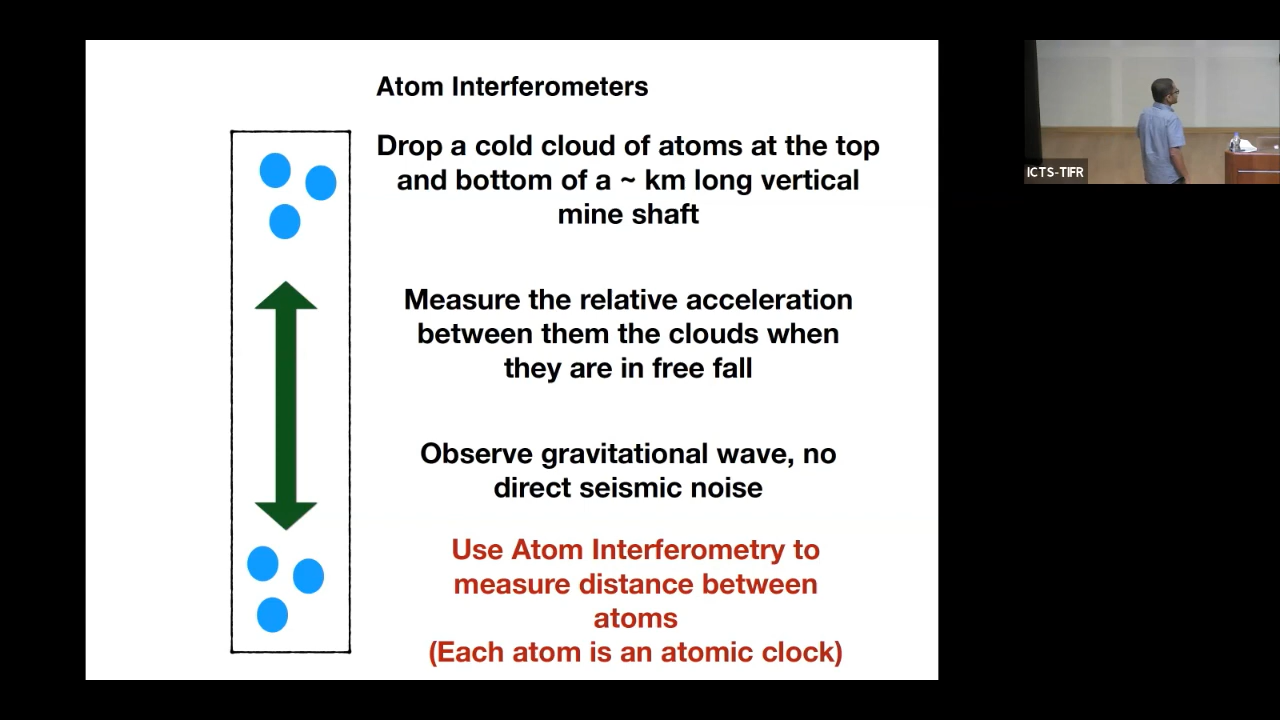 Atom Interferometers
Drop a cold cloud of atoms at the top
and bottom of a ~ km long vertical
mine shaft
Measure the relative acceleration
between them the clouds when
they are in free fall
Observe gravitational wave, no
direct seismic noise
Use Atom Interferometry to
measure distance between
atoms
(Each atom is an atomic clock)
ICTS-TIFR